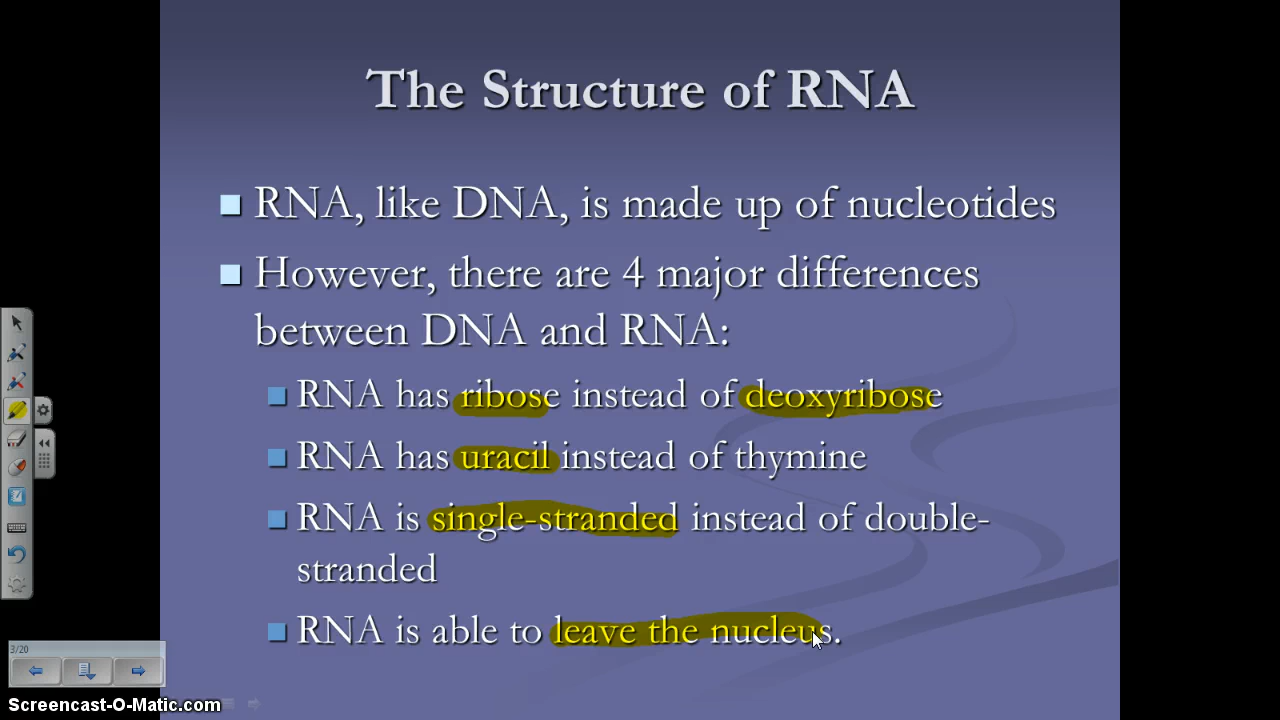 The Structure of RNA
RNA, like DNA, is made up of nucleotides
However, there are 4 major differences
between DNA and RNA:
RNA has ribose instead of deoxyribose
RNA has uracil instead of thymine
RNA is single-stranded instead of double-
stranded
RNA is able to leave the nucleus.
3/20
Screencast-O-Matic.com